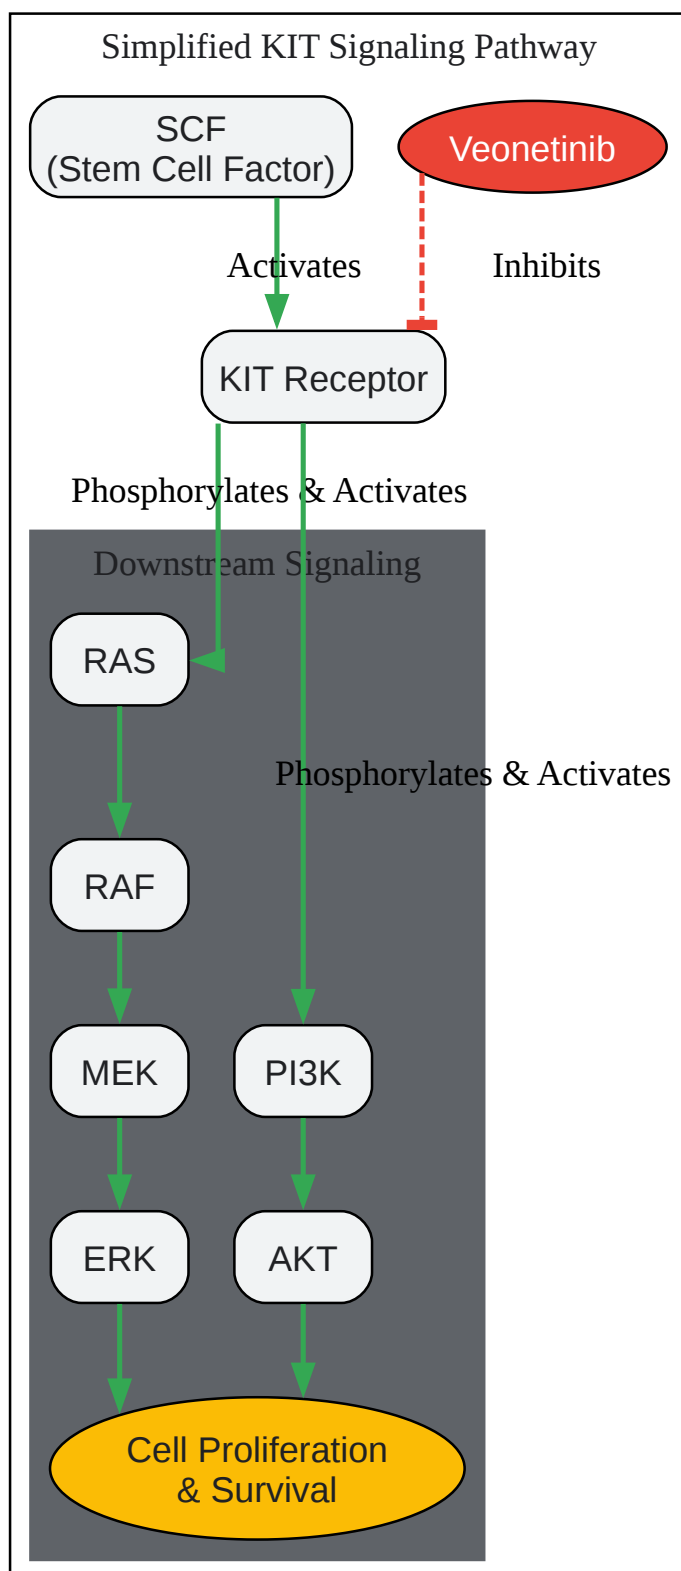 Simplified KIT Signaling Pathway
SCF
(Stem Cell Factor)
Veonetinib
Activates
Inhibits
KIT Receptor
Phosphorylates & Activates
Downstream Signaling
RAS
Phosphorylates & Activates
RAF
MEK
PI3K
ERK
AKT
Cell Proliferation
& Survival